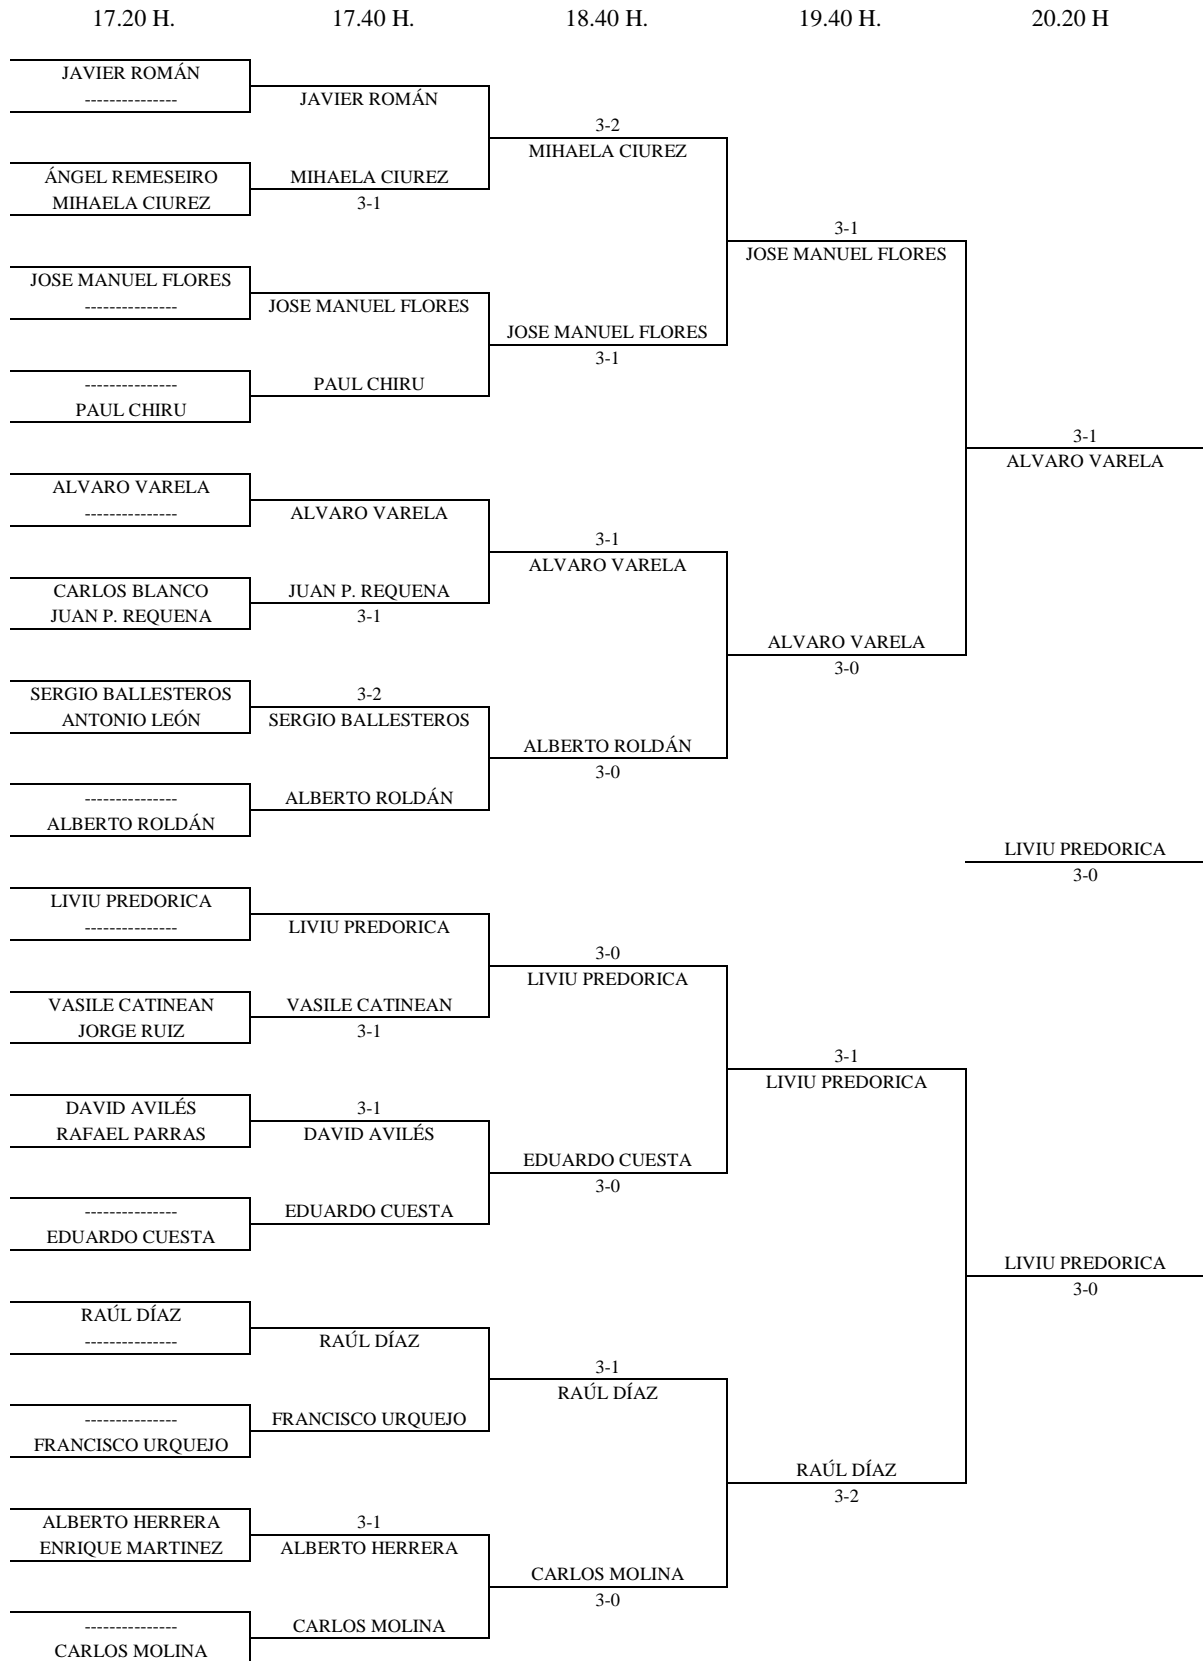 17.20 H. 17.40 H. 18.40 H. 19.40 H. 20.20 H
JAVIER ROMÁN
---------------
JAVIER ROMÁN
3-2
MIHAELA CIUREZ
ÁNGEL REMESEIRO
MIHAELA CIUREZ
MIHAELA CIUREZ
3-1
3-1
JOSE MANUEL FLORES
JOSE MANUEL FLORES
---------------
JOSE MANUEL FLORES
JOSE MANUEL FLORES
3-1
---------------
PAUL CHIRU
PAUL CHIRU
3-1
ALVARO VARELA
ALVARO VARELA
---------------
ALVARO VARELA
3-1
ALVARO VARELA
CARLOS BLANCO
JUAN P. REQUENA
JUAN P. REQUENA
3-1
ALVARO VARELA
3-0
SERGIO BALLESTEROS
ANTONIO LEÓN
3-2
SERGIO BALLESTEROS
ALBERTO ROLDÁN
3-0
---------------
ALBERTO ROLDÁN
ALBERTO ROLDÁN
LIVIU PREDORICA
3-0
LIVIU PREDORICA
---------------
LIVIU PREDORICA
3-0
LIVIU PREDORICA
VASILE CATINEAN
JORGE RUIZ
VASILE CATINEAN
3-1
3-1
LIVIU PREDORICA
DAVID AVILÉS
RAFAEL PARRAS
3-1
DAVID AVILÉS
EDUARDO CUESTA
3-0
---------------
EDUARDO CUESTA
EDUARDO CUESTA
LIVIU PREDORICA
3-0
RAÚL DÍAZ
---------------
RAÚL DÍAZ
3-1
RAÚL DÍAZ
---------------
FRANCISCO URQUEJO
FRANCISCO URQUEJO
RAÚL DÍAZ
3-2
ALBERTO HERRERA
ENRIQUE MARTINEZ
3-1
ALBERTO HERRERA
CARLOS MOLINA
3-0
---------------
CARLOS MOLINA
CARLOS MOLINA